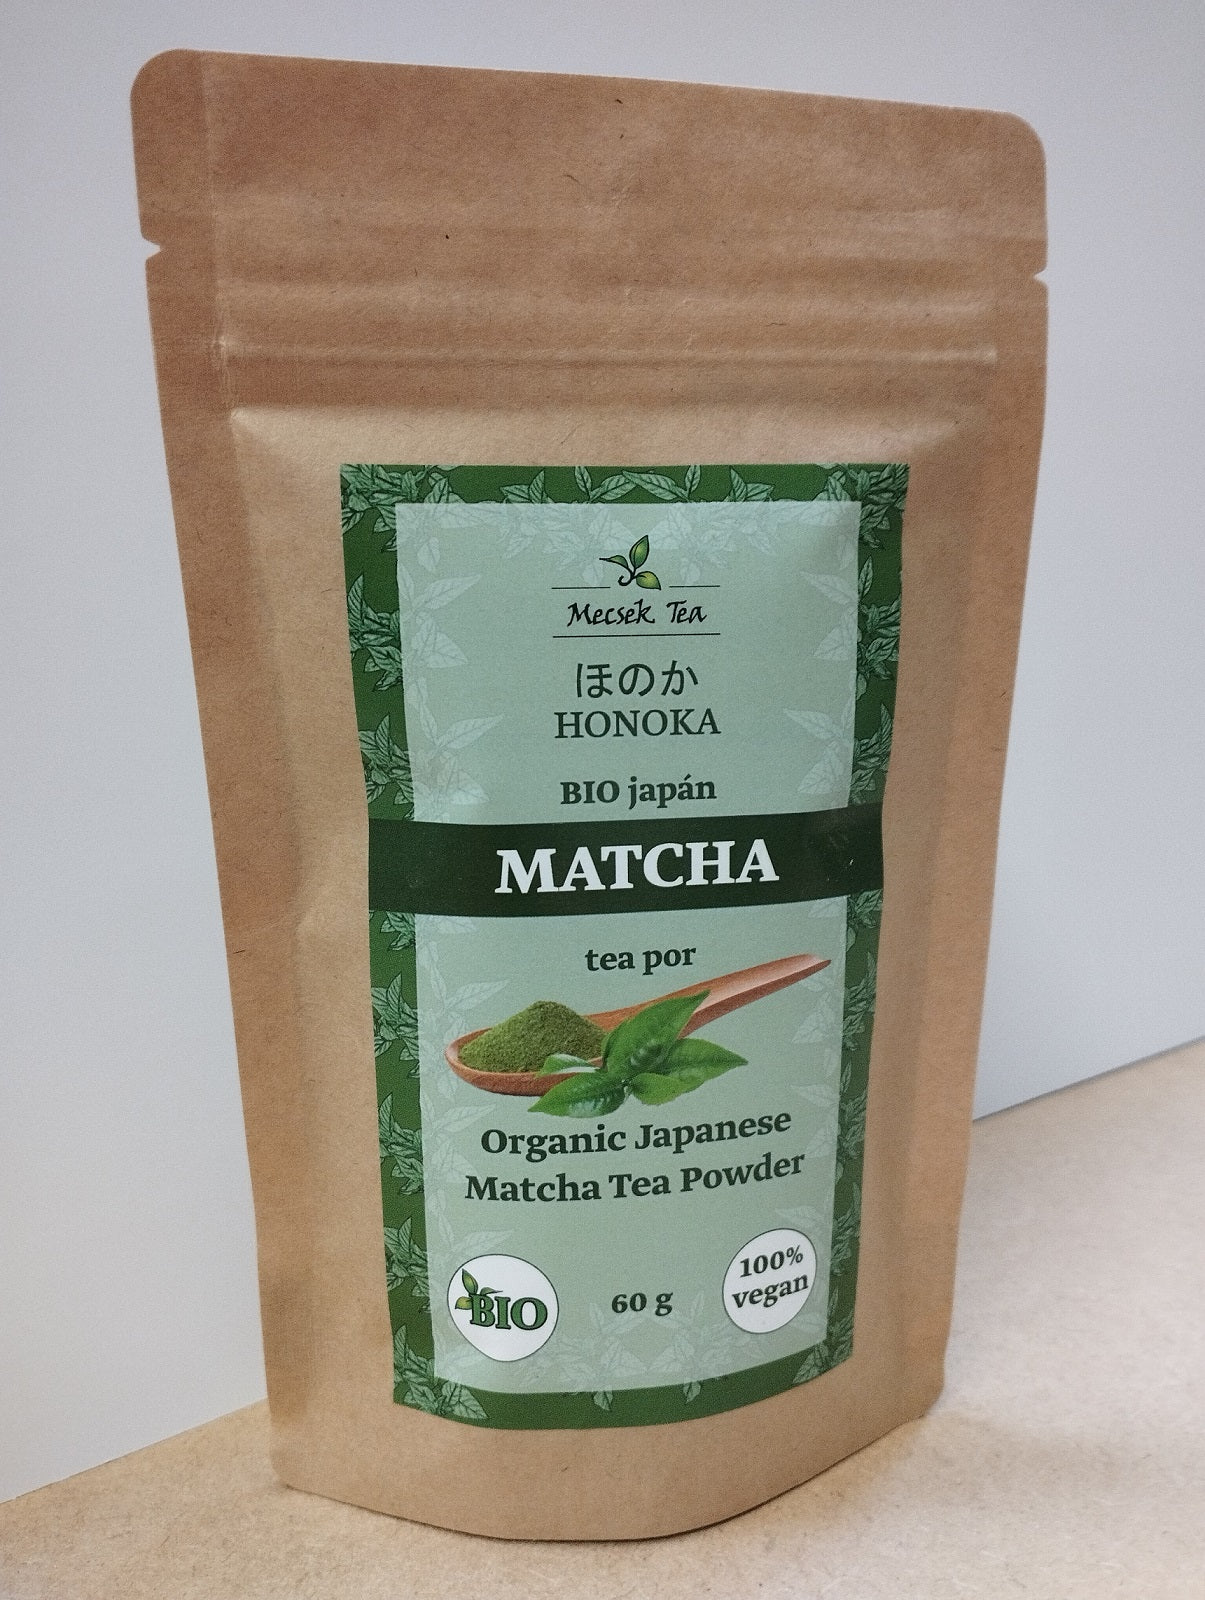 Mecsek Tea
ほのか
HONOKA
BIO japán
MATCHA
tea por
Organic Japanese
Matcha Tea Powder
BIO
60 g
100%
vegan